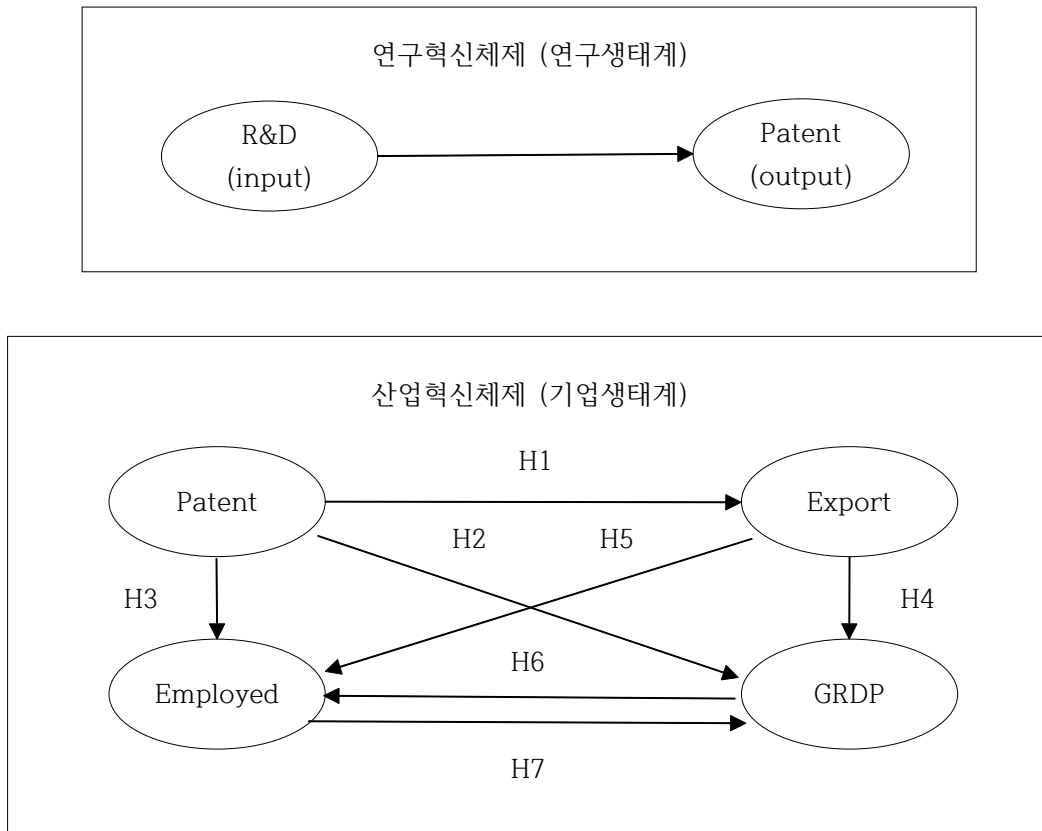 연구혁신체제 (연구생태계)
R&D
(input)
Patent
(output)
산업혁신체제 (기업생태계)
Patent
H1
Export
H2
H5
H3
H4
Employed
H6
GRDP
H7